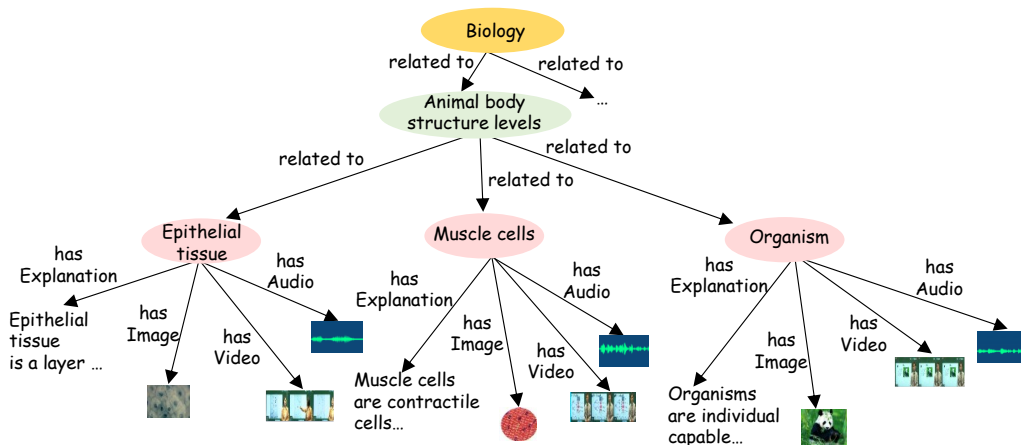 Biology
related to
related to
...
Animal body
structure levels
related to
related to
related to
Epithelial
tissue
Muscle cells
Organism
has
Explanation
has
Image
has
Video
has
Audio
has
Explanation
has
Image
has
Video
has
Audio
has
Explanation
has
Image
has
Video
has
Audio
Epithelial
tissue
is a layer ...
Muscle cells
are contractile
cells...
Organisms
are individual
capable...